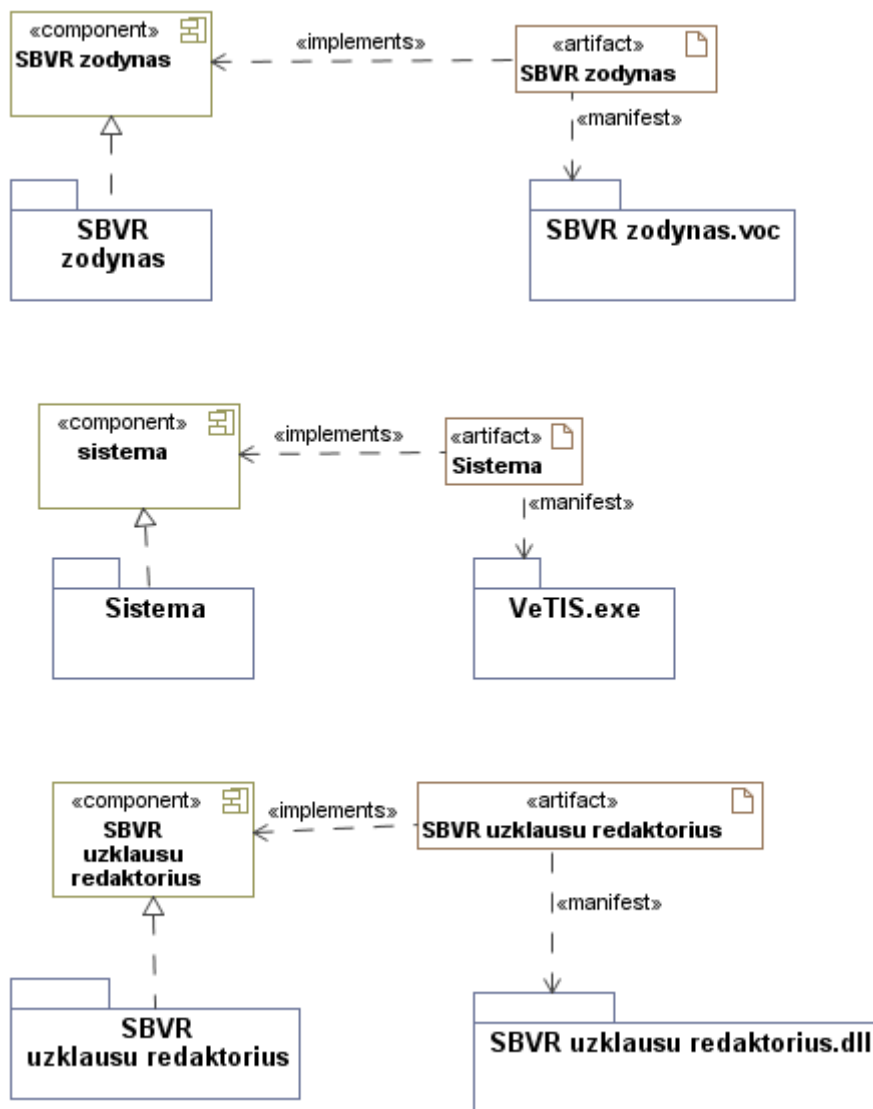 «component»
SBVR zodynas
«implements»
«artifact»
SBVR zodynas
«manifest»
SBVR
zodynas
SBVR zodynas.voc
«component»
sistema
«implements»
«artifact»
Sistema
«manifest»
Sistema
VeTIS.exe
«component»
SBVR
uzklausu
redaktorius
«implements»
«artifact»
SBVR uzklausu redaktorius
«manifest»
SBVR
uzklausu redaktorius
SBVR uzklausu redaktorius.dll